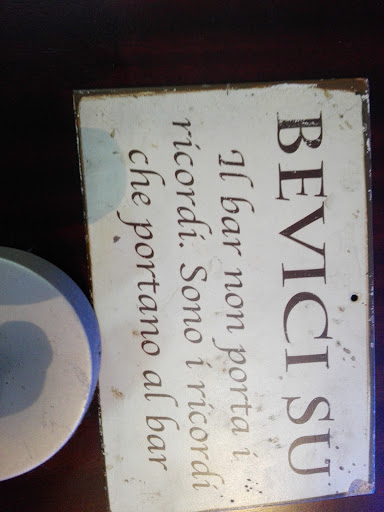 BEVICI SU
Il bar non porta i
ricordi. Sono i ricordi
che portano al bar